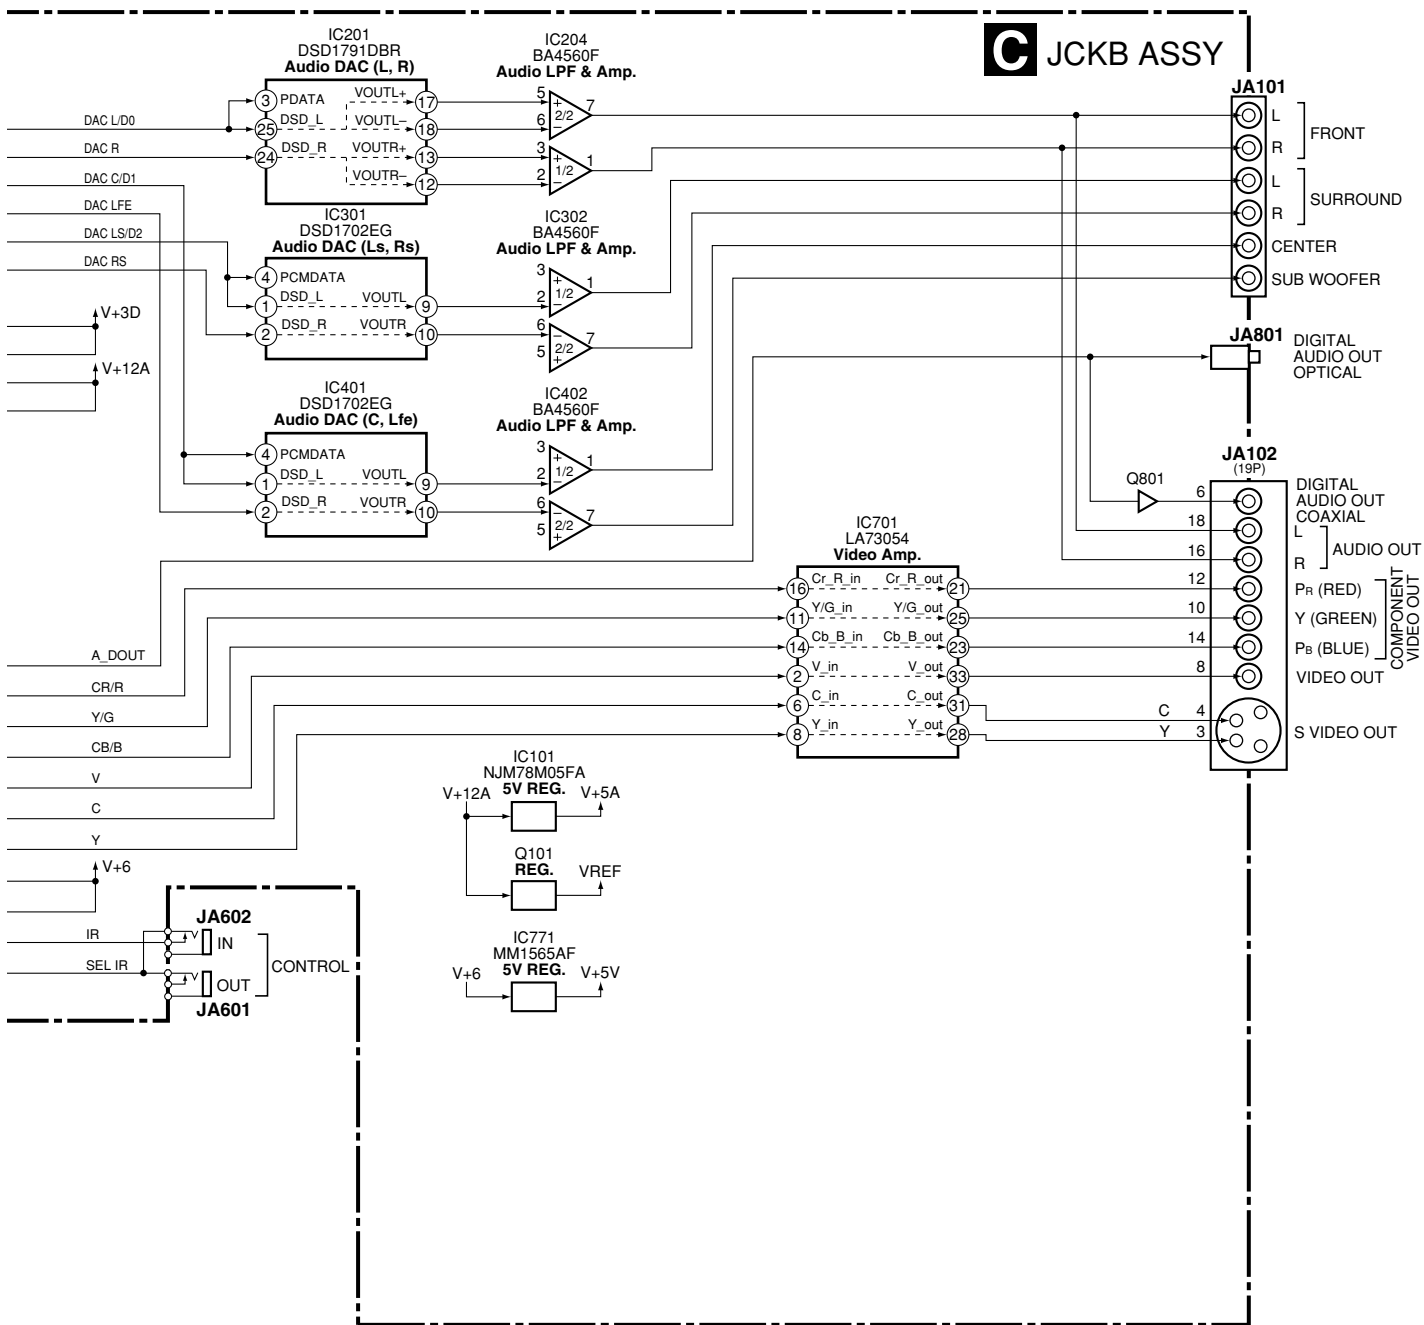 C JCKB ASSY
IC201
DSD1791DBR
Audio DAC (L, R)
3 PDATA VOUTL+ 17
25 DSD_L VOUTL– 18
24 DSD_R VOUTR+ 13
VOUTR– 12
IC204
BA4560F
Audio LPF & Amp.
5 + 2/2 7
6 –
3 + 1/2 1
2 –
DAC L/D0
DAC R
DAC C/D1
DAC LFE
DAC LS/D2
DAC RS
V+3D
V+12A
IC301
DSD1702EG
Audio DAC (Ls, Rs)
4 PCMDATA
1 DSD_L VOUTL 9
2 DSD_R VOUTR 10
IC302
BA4560F
Audio LPF & Amp.
3 + 1/2 1
2 –
6 – 2/2 7
5 +
IC401
DSD1702EG
Audio DAC (C, Lfe)
4 PCMDATA
1 DSD_L VOUTL 9
2 DSD_R VOUTR 10
IC402
BA4560F
Audio LPF & Amp.
3 + 1/2 1
2 –
6 – 2/2 7
5 +
JA101
L
R
FRONT
L
R
SURROUND
CENTER
SUB WOOFER
JA801
DIGITAL
AUDIO OUT
OPTICAL
JA102
(19P)
Q801
6 DIGITAL
AUDIO OUT
COAXIAL
18 L
16 R
AUDIO OUT
12 PR (RED)
10 Y (GREEN)
14 PB (BLUE)
COMPONENT
VIDEO OUT
8 VIDEO OUT
C 4
Y 3
S VIDEO OUT
IC701
LA73054
Video Amp.
16 Cr_R_in Cr_R_out 21
11 Y/G_in Y/G_out 25
14 Cb_B_in Cb_B_out 23
2 V_in V_out 33
6 C_in C_out 31
8 Y_in Y_out 28
A_DOUT
CR/R
Y/G
CB/B
V
C
Y
V+6
IC101
NJM78M05FA
V+12A 5V REG. V+5A
Q101
REG. VREF
IC771
MM1565AF
V+6 5V REG. V+5V
JA602
IR
IN
SEL IR
CONTROL
OUT
JA601